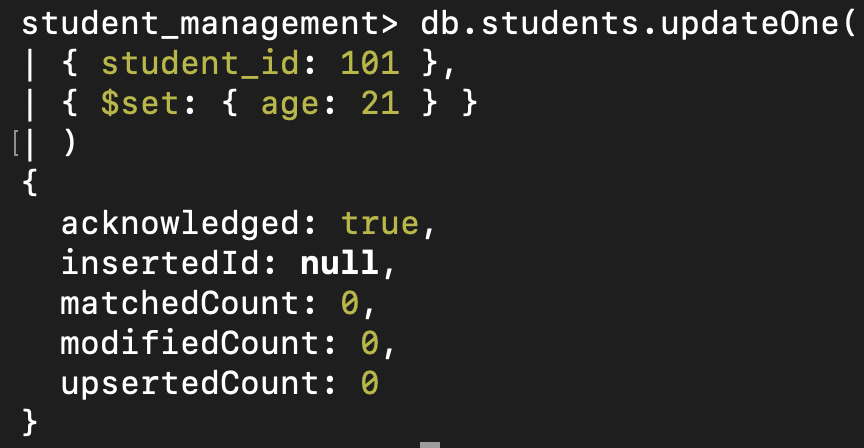 student_management> db.students.updateOne(
| { student_id: 101 },
| { $set: { age: 21 } }
[| )
{
  acknowledged: true,
  insertedId: null,
  matchedCount: 0,
  modifiedCount: 0,
  upsertedCount: 0
}